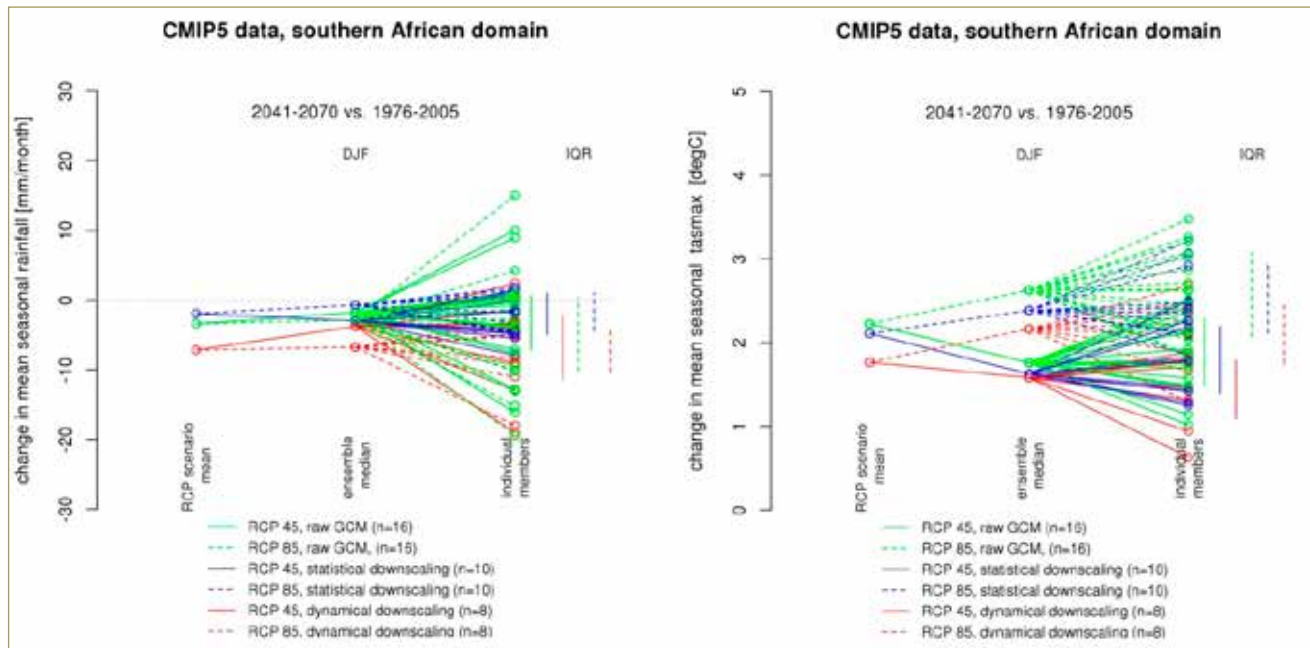 CMIP5 data, southern African domain
2041-2070 vs. 1976-2005
DJF
IQR
change in mean seasonal rainfall [mm/month]
30
20
10
0
-10
-20
-30
RCP scenario
mean
ensemble
median
individual
members
RCP 45, raw GCM (n=16)
RCP 85, raw GCM, (n=16)
RCP 45, statistical downscaling (n=10)
RCP 85, statistical downscaling (n=10)
RCP 45, dynamical downscaling (n=8)
RCP 85, dynamical downscaling (n=8)
CMIP5 data, southern African domain
2041-2070 vs. 1976-2005
DJF
IQR
change in mean seasonal tasmax [degC]
5
4
3
2
1
0
RCP scenario
mean
ensemble
median
individual
members
RCP 45, raw GCM (n=16)
RCP 85, raw GCM, (n=16)
RCP 45, statistical downscaling (n=10)
RCP 85, statistical downscaling (n=10)
RCP 45, dynamical downscaling (n=8)
RCP 85, dynamical downscaling (n=8)